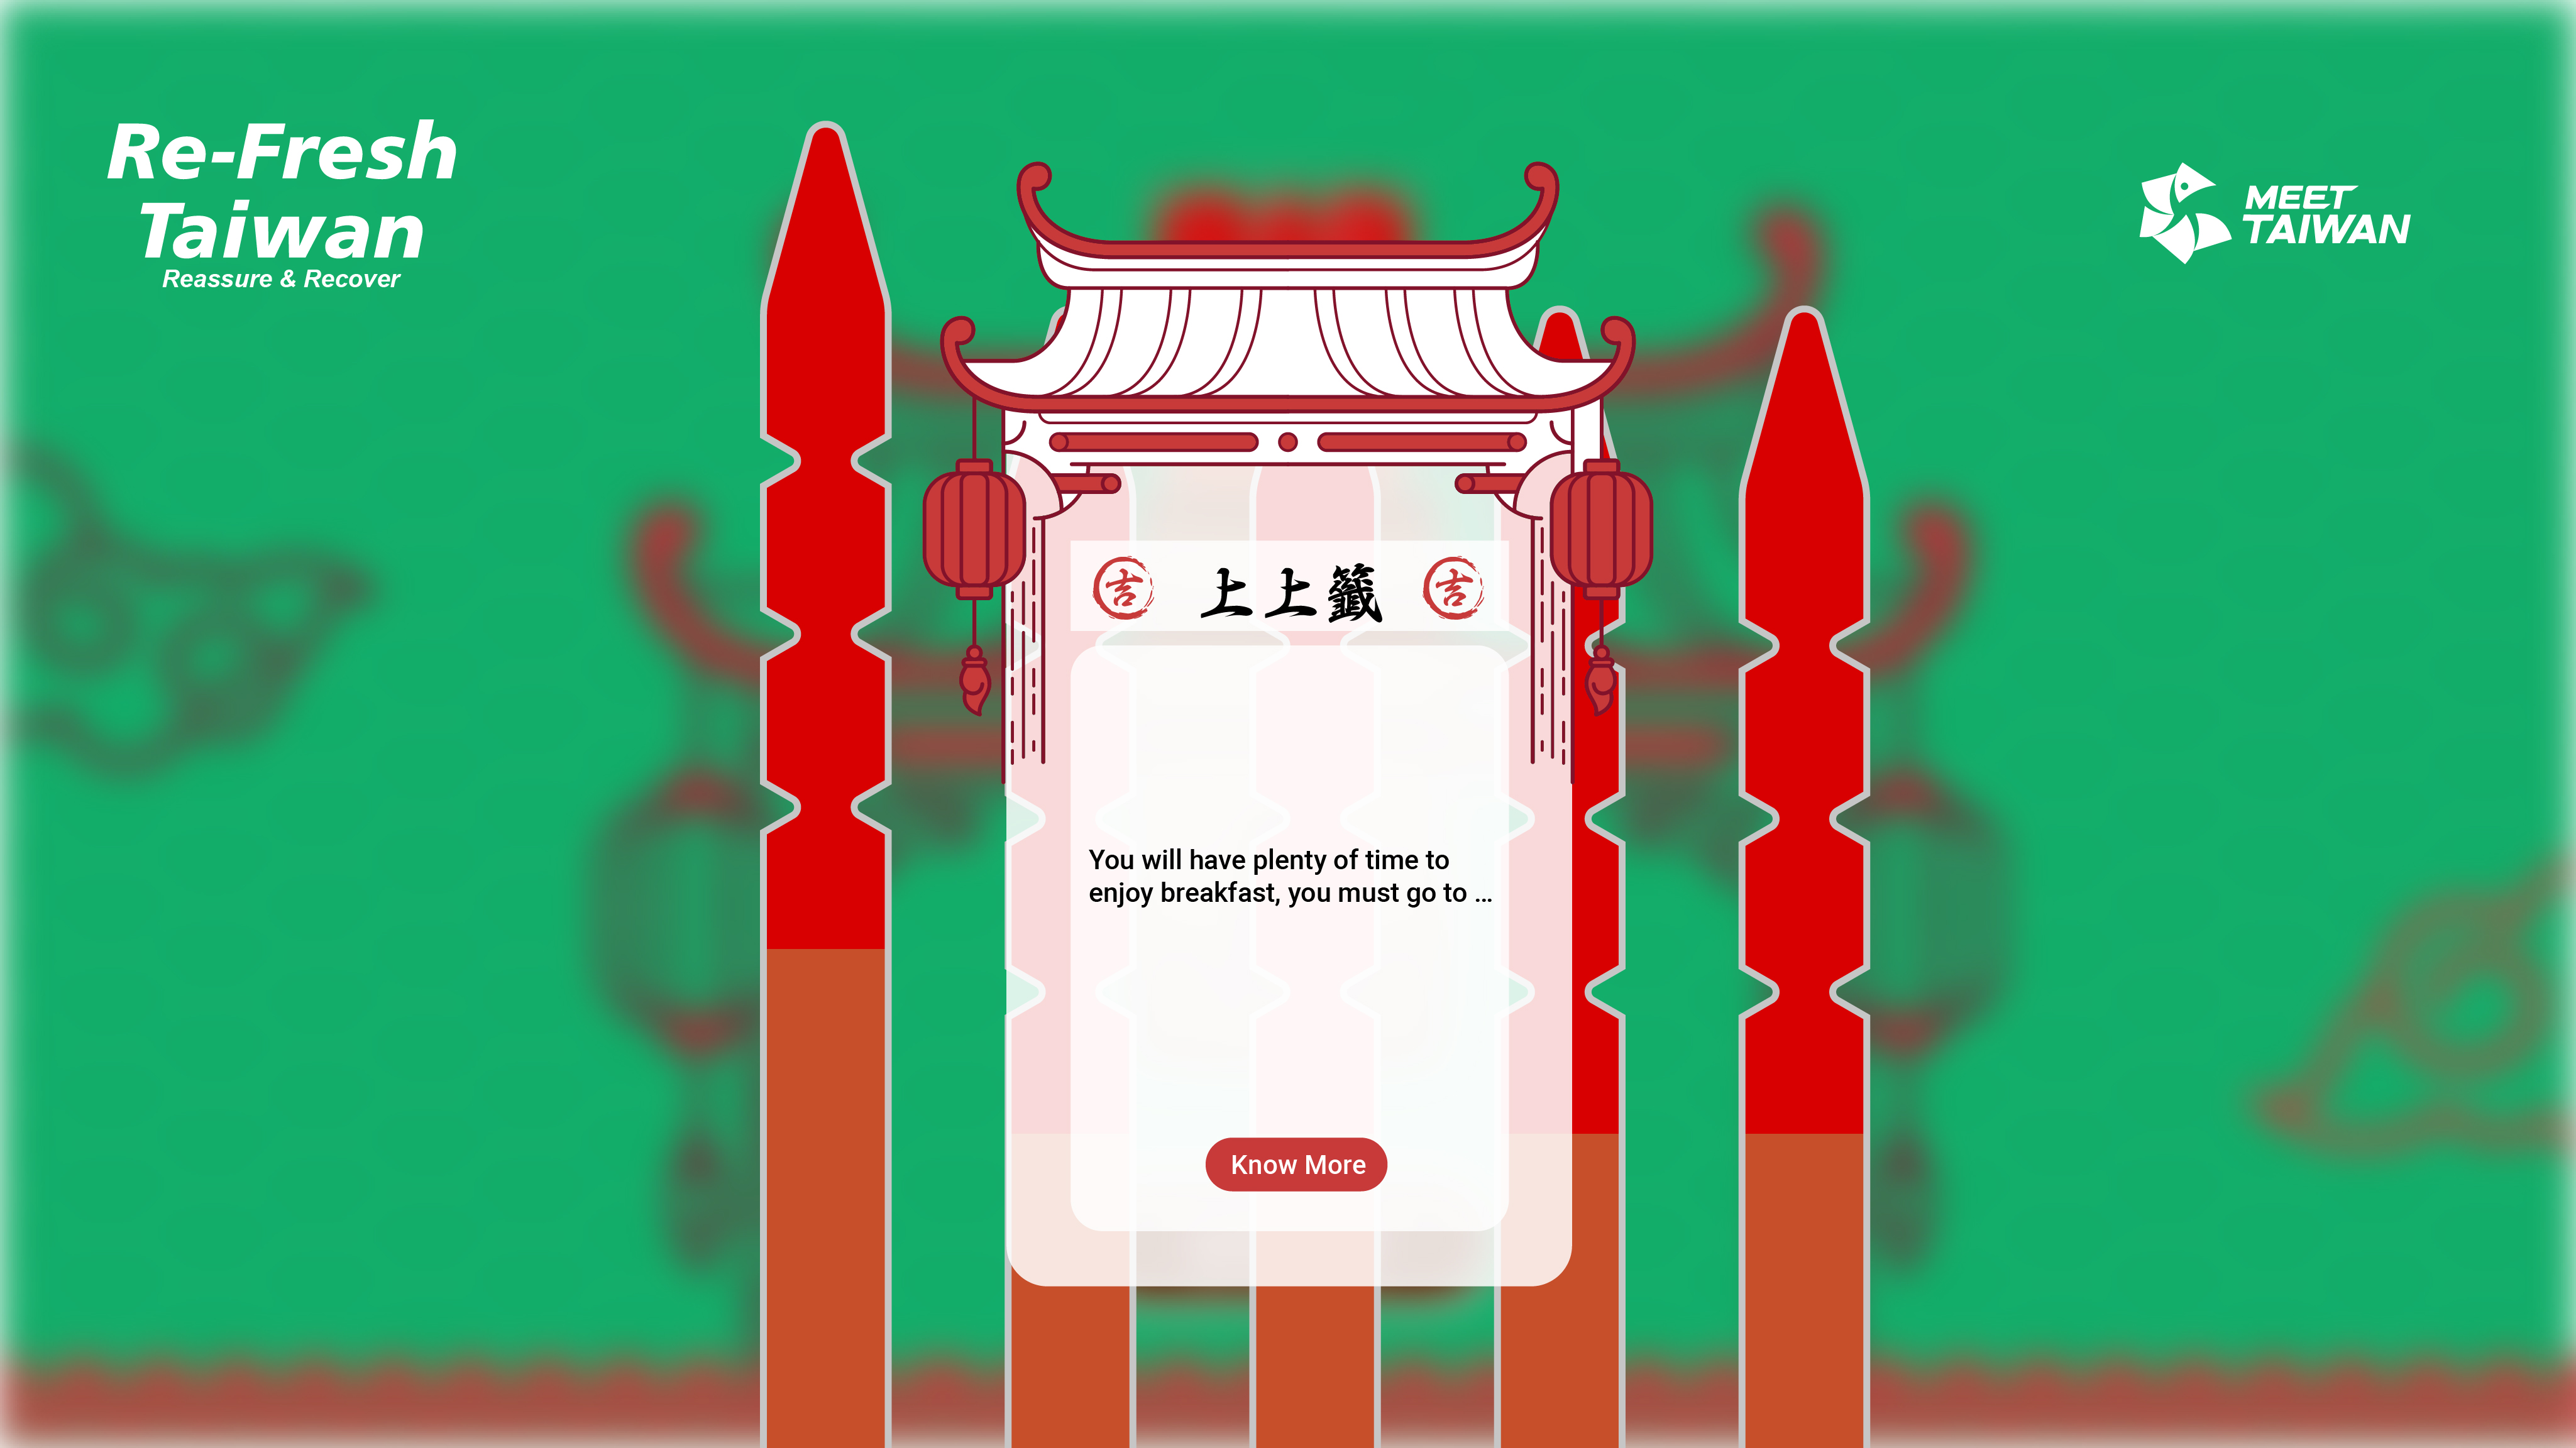 Re-Fresh
Taiwan
Reassure & Recover
MEET
TAIWAN
吉 上上籤 吉
You will have plenty of time to
enjoy breakfast, you must go to ...
Know More